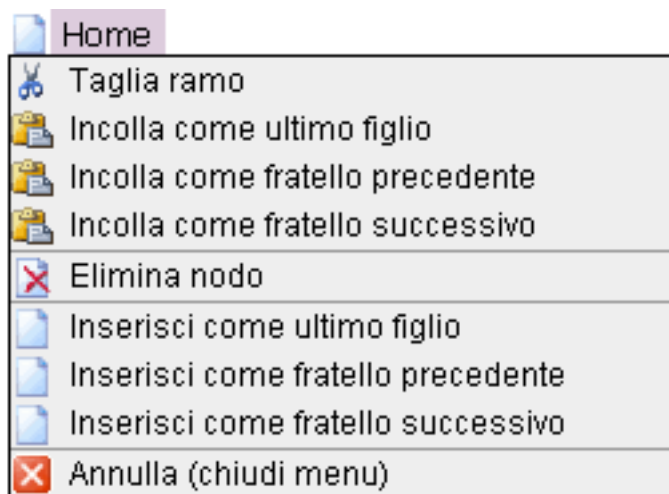 Home
Taglia ramo
Incolla come ultimo figlio
Incolla come fratello precedente
Incolla come fratello successivo
Elimina nodo
Inserisci come ultimo figlio
Inserisci come fratello precedente
Inserisci come fratello successivo
Annulla (chiudi menu)